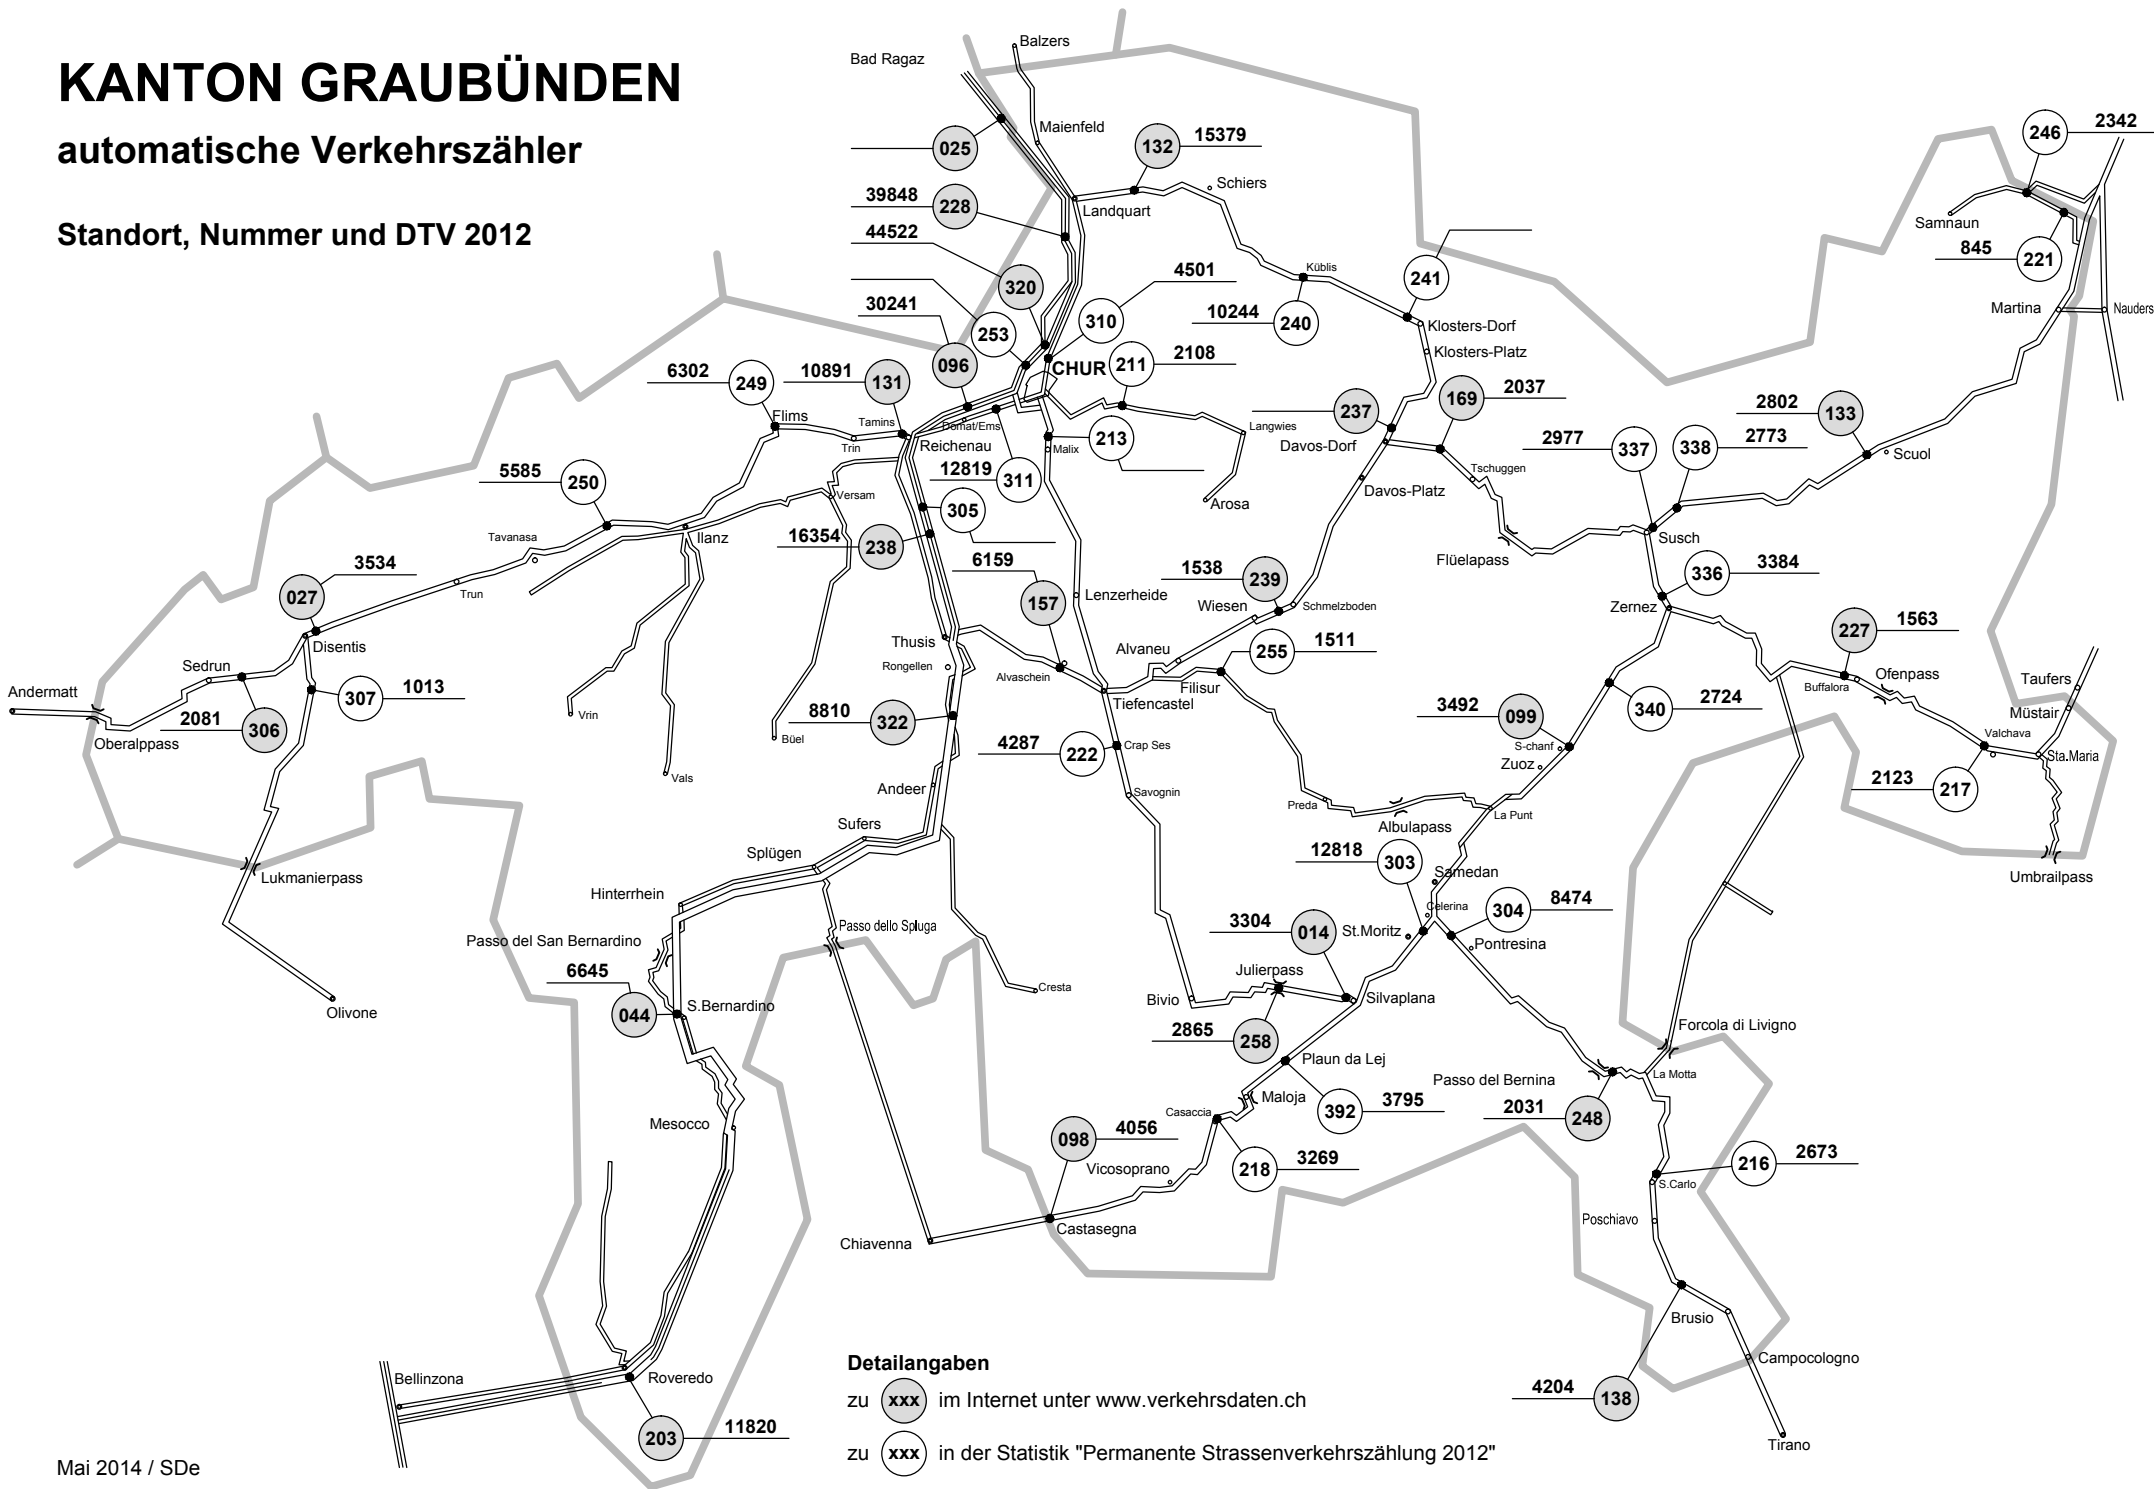 KANTON GRAUBÜNDEN
automatische Verkehrszähler
Standort, Nummer und DTV 2012
Bad Ragaz
Balzers
Maienfeld
025
132 15379
246 2342
Schiers
39848 228
Landquart
Samnaun
44522
241
845 221
Küblis
320
4501
Martina
Nauders
30241
253
310
10244 240
Klosters-Dorf
Klosters-Platz
096
CHUR
211 2108
6302 249
10891 131
237
169 2037
2802 133
Flims
Tamins
Domat/Ems
Langwies
Trin
Reichenau
Malix
213
Davos-Dorf
2977 337
338 2773
Scuol
5585 250
12819 311
Tschuggen
Versam
305
Arosa
Davos-Platz
Tavanasa
Ilanz
16354 238
Susch
Flüelapass
3534
027
6159
157
1538 239
336 3384
Trun
Lenzerheide
Wiesen
Schmelzboden
Zernez
Disentis
Thusis
Alvaneu
255 1511
227 1563
Sedrun
Rongellen
Alvaschein
Filisur
Buffalora
Ofenpass
Taufers
Andermatt
307 1013
Tiefencastel
Müstair
2081 306
Vrin
8810 322
3492 099
340 2724
Oberalppass
Büel
4287 222
Crap Ses
S-chanf
Valchava
Sta.Maria
Zuoz
Vals
Andeer
Savognin
2123 217
Preda
Albulapass
La Punt
Sufers
Splügen
12818 303
Lukmanierpass
Samedan
Umbrailpass
Hinterrhein
Celerina
304 8474
Passo dello Spluga
3304 014
St.Moritz
Pontresina
Passo del San Bernardino
Julierpass
6645
Cresta
Bivio
Silvaplana
044
S.Bernardino
Olivone
2865 258
Forcola di Livigno
Plaun da Lej
La Motta
Passo del Bernina
Maloja
392 3795
Casaccia
2031 248
Mesocco
098 4056
Vicosoprano
218 3269
216 2673
S.Carlo
Castasegna
Poschiavo
Chiavenna
Brusio
Campocologno
Bellinzona
Roveredo
4204 138
203 11820
Tirano
Detailangaben
zu xxx im Internet unter www.verkehrsdaten.ch
zu xxx in der Statistik "Permanente Strassenverkehrszählung 2012"
Mai 2014 / SDe